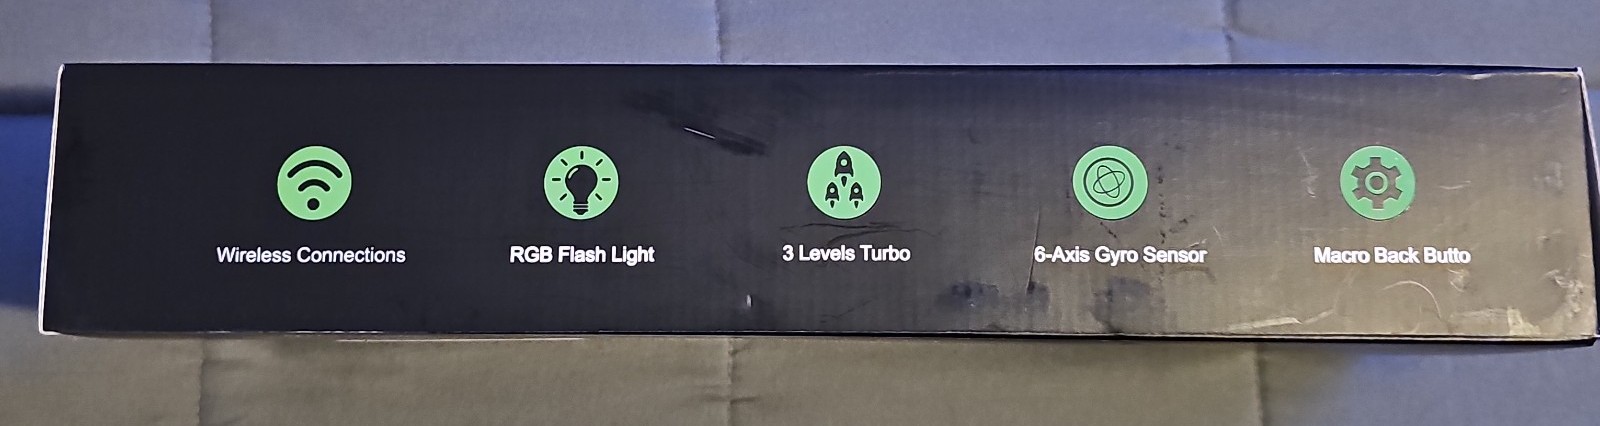 Wireless Connections
RGB Flash Light
3 Levels Turbo
6-Axis Gyro Sensor
Macro Back Butto